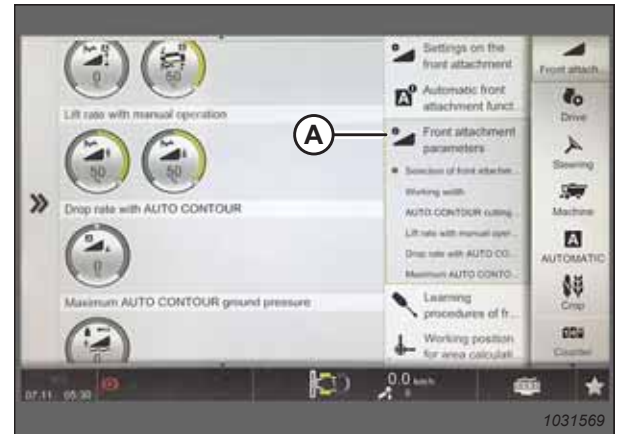 0
50
Lift rate with manual operation
50
50
Drop rate with AUTO CONTOUR
0
Maximum AUTO CONTOUR ground pressure
0
Settings on the
front attachment
Automatic front
attachment funct...
A
Front attachment
parameters
Selection of front attachm...
Working width
AUTO CONTOUR cutting...
Lift rate with manual oper...
Drop rate with AUTO CO...
Maximum AUTO CONTO...
Learning
procedures of fr...
Working position
for area calculati...
Front attach...
Drive
Steering
Machine
A
AUTOMATIC
Crop
Counter
07.11. 05:30
0.0 km/h
0
1031569